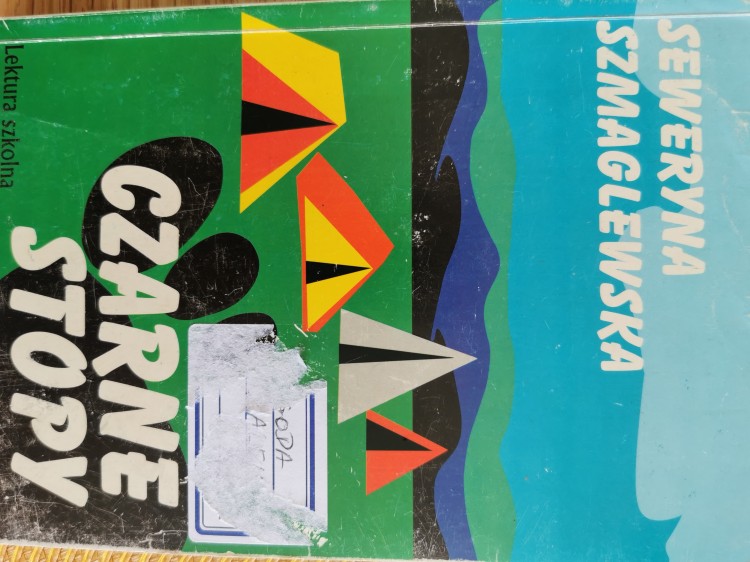 SEWERYNA
SZMAGLEWSKA
CZARNE
STOPY
Lektura szkolna